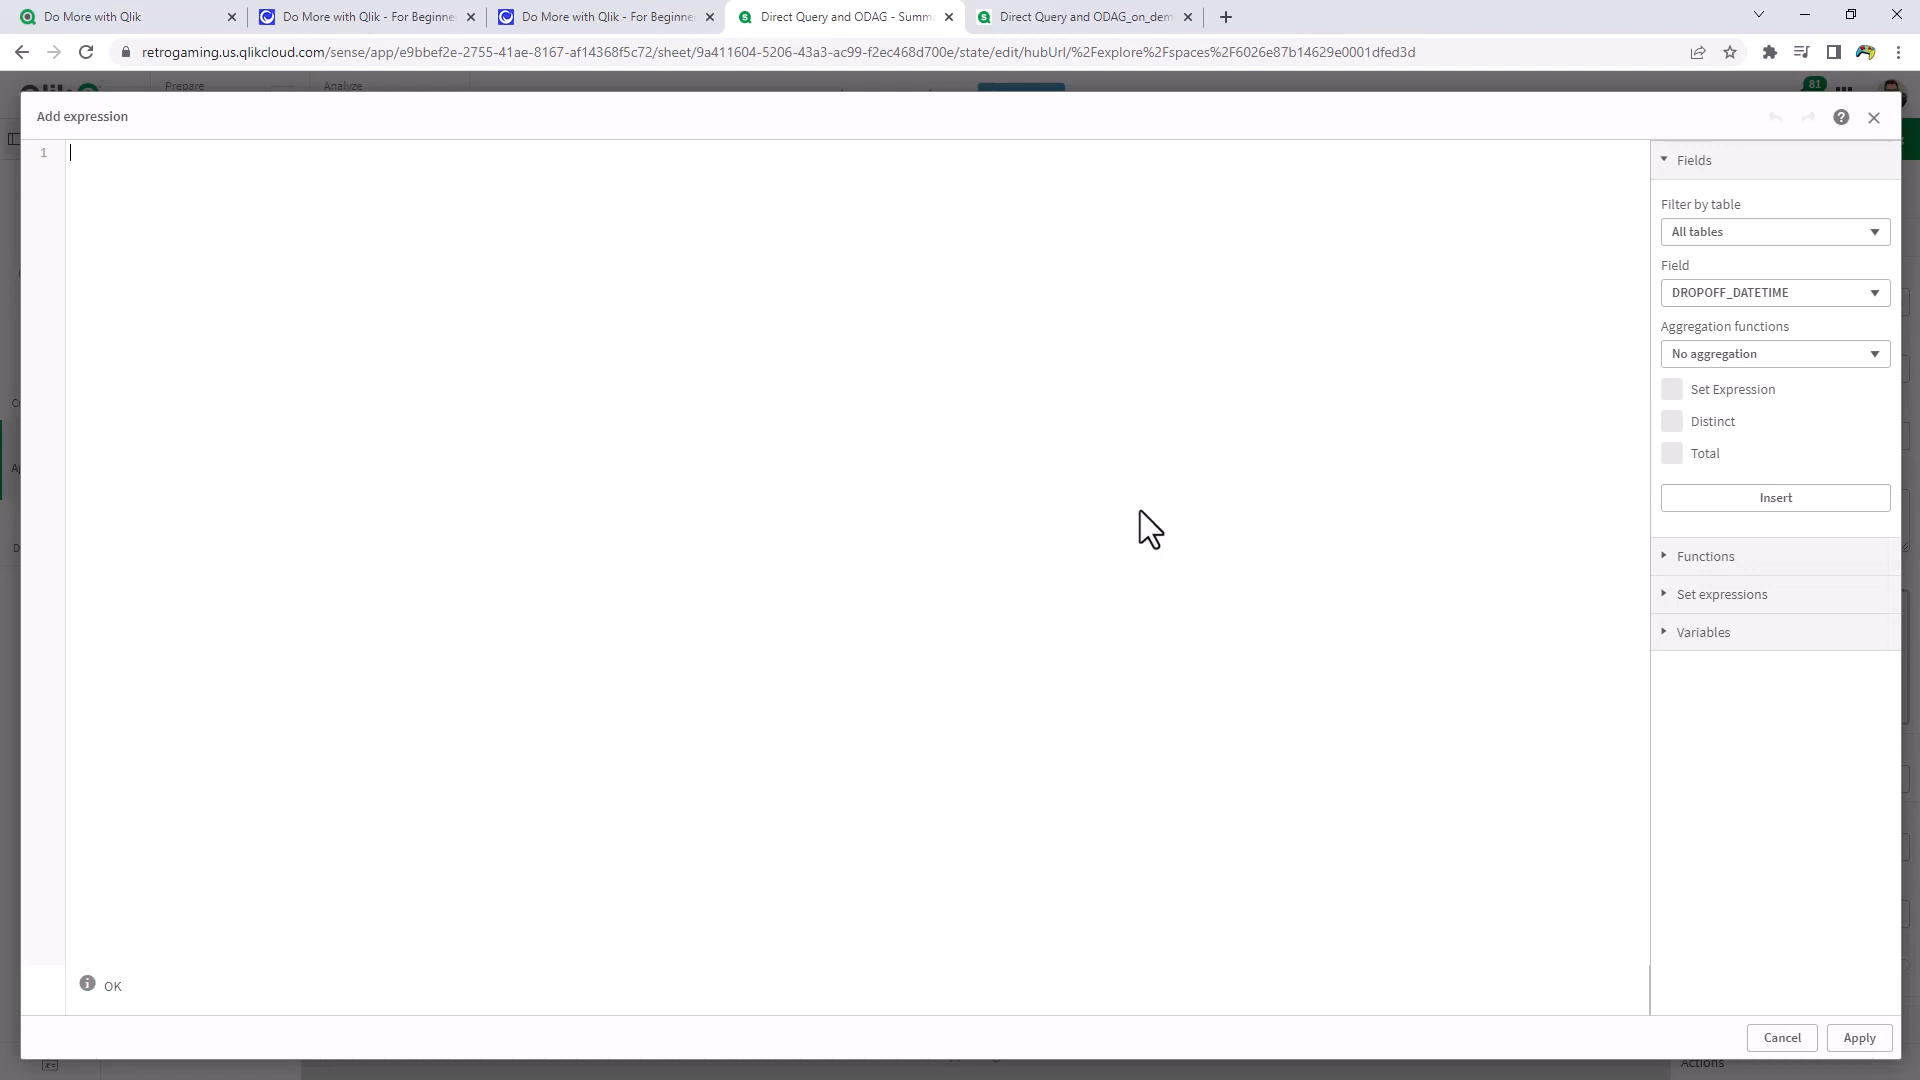 Do More with Qlik
Do More with Qlik - For Beginne
Do More with Qlik - For Beginne
Direct Query and ODAG - Summ
Direct Query and ODAG_on_dem
retrogaming.us.qlikcloud.com/sense/app/e9bbef2e-2755-41ae-8167-af14368f5c72/sheet/9a411604-5206-43a3-ac99-f2ec468d700e/state/edit/hubUrl/%2Fexplore%2Fspaces%2F6026e87b14629e0001dfed3d
Prepare
Analyze
81
Add expression
1
Fields
Filter by table
All tables
Field
DROPOFF_DATETIME
Aggregation functions
No aggregation
Set Expression
Distinct
Total
Insert
Functions
Set expressions
Variables
OK
Cancel
Apply
Actions